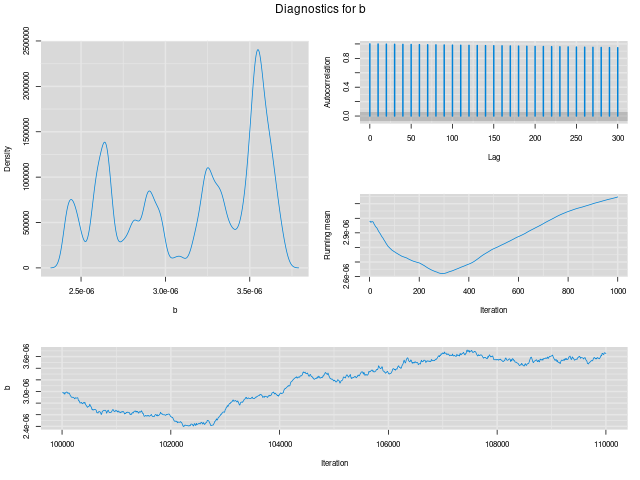 Diagnostics for b
Density
0
500000
1000000
1500000
2000000
2500000
2.5e-06 3.0e-06 3.5e-06
b
Autocorrelation
0.0 0.4 0.8
0 50 100 150 200 250 300
Lag
Running mean
2.6e-06 2.9e-06
0 200 400 600 800 1000
Iteration
b
2.4e-06 3.0e-06 3.6e-06
100000 102000 104000 106000 108000 110000
Iteration